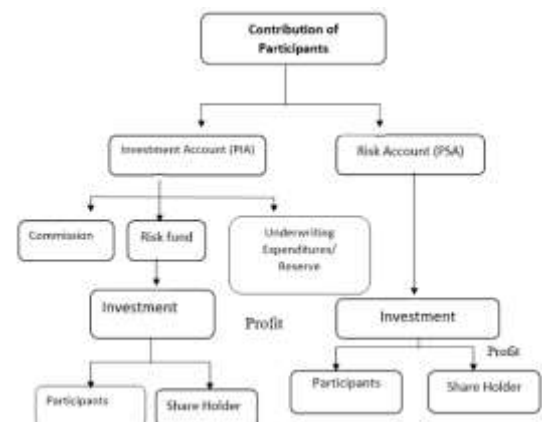 Contribution of
Participants
Investment Account (PIA)
Risk Account (PSA)
Commission
Risk fund
Underwriting
Expenditures/
Reserve
Investment
Profit
Investment
Profit
Participants
Share Holder
Participants
Share Holder